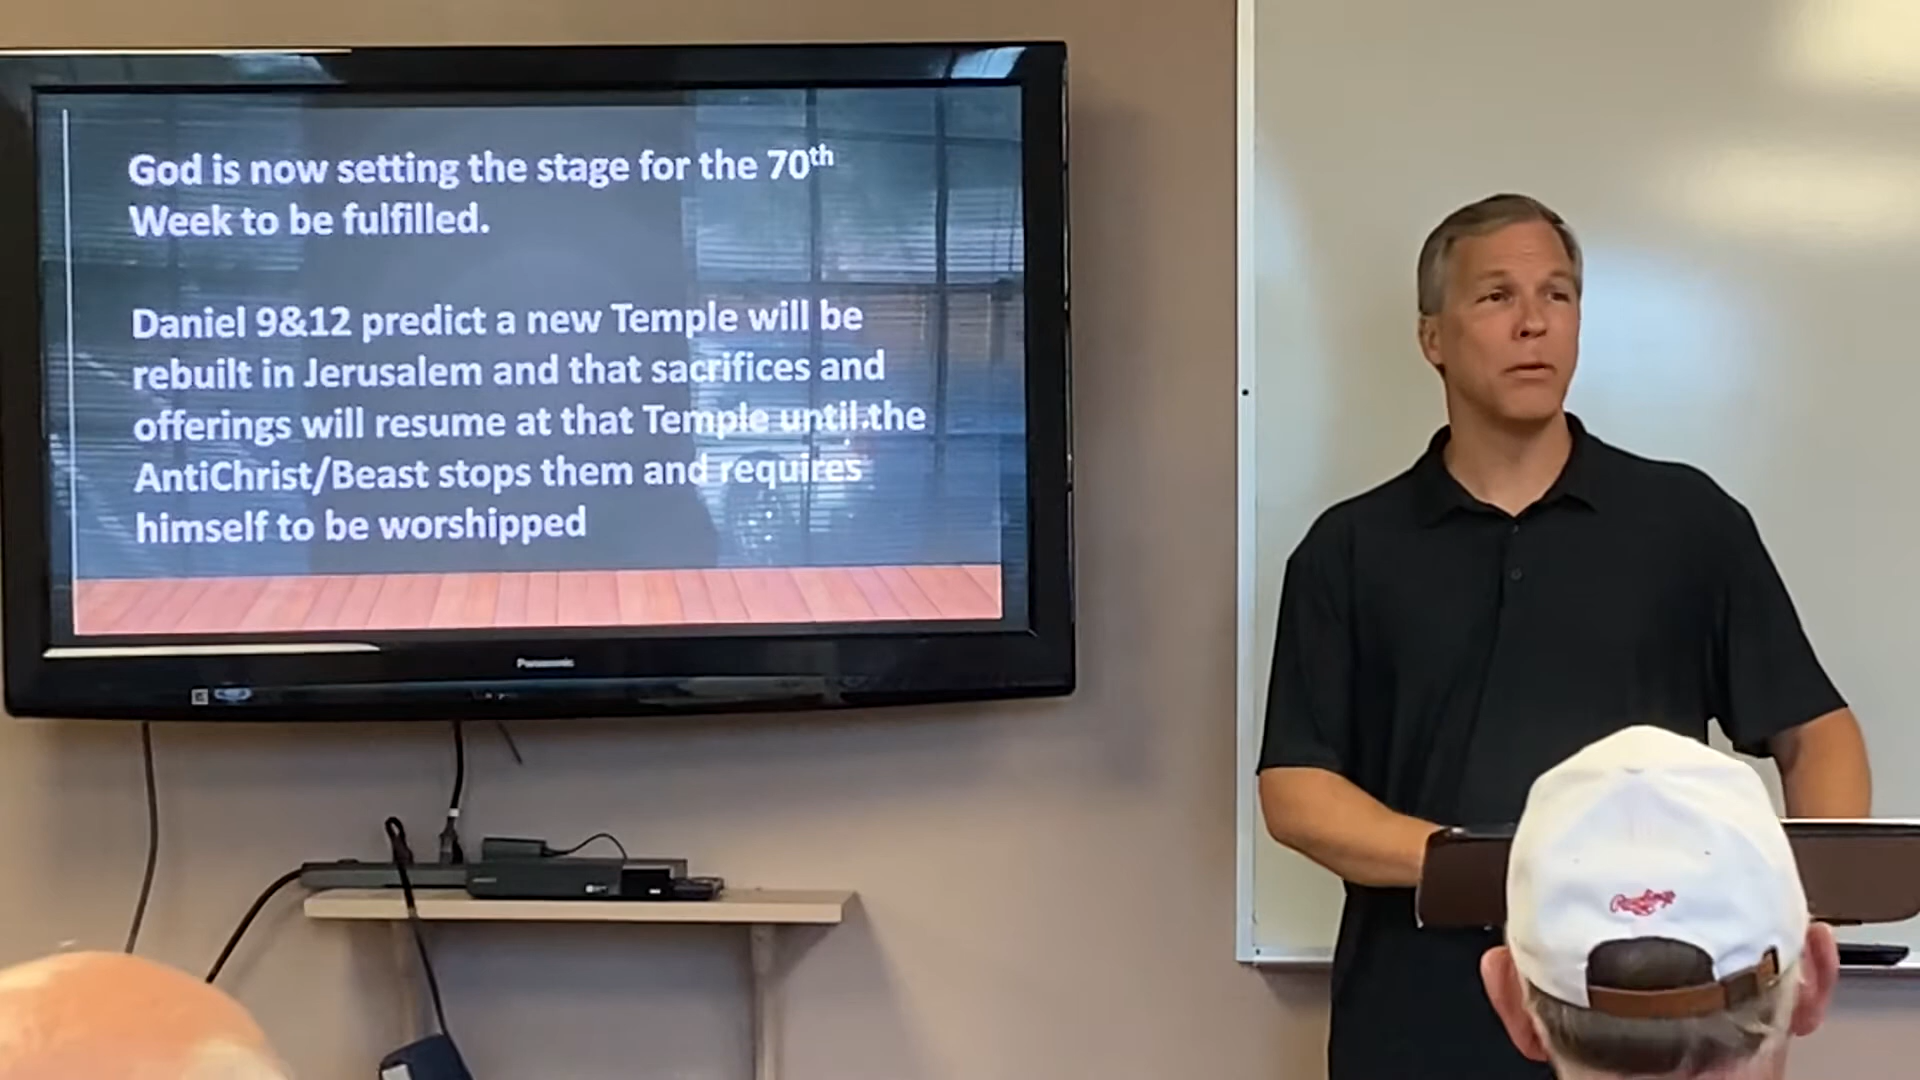 God is now setting the stage for the 70th
Week to be fulfilled.
Daniel 9&12 predict a new Temple will be
rebuilt in Jerusalem and that sacrifices and
offerings will resume at that Temple until the
AntiChrist/Beast stops them and requires
himself to be worshipped
Panasonic
Rawlings